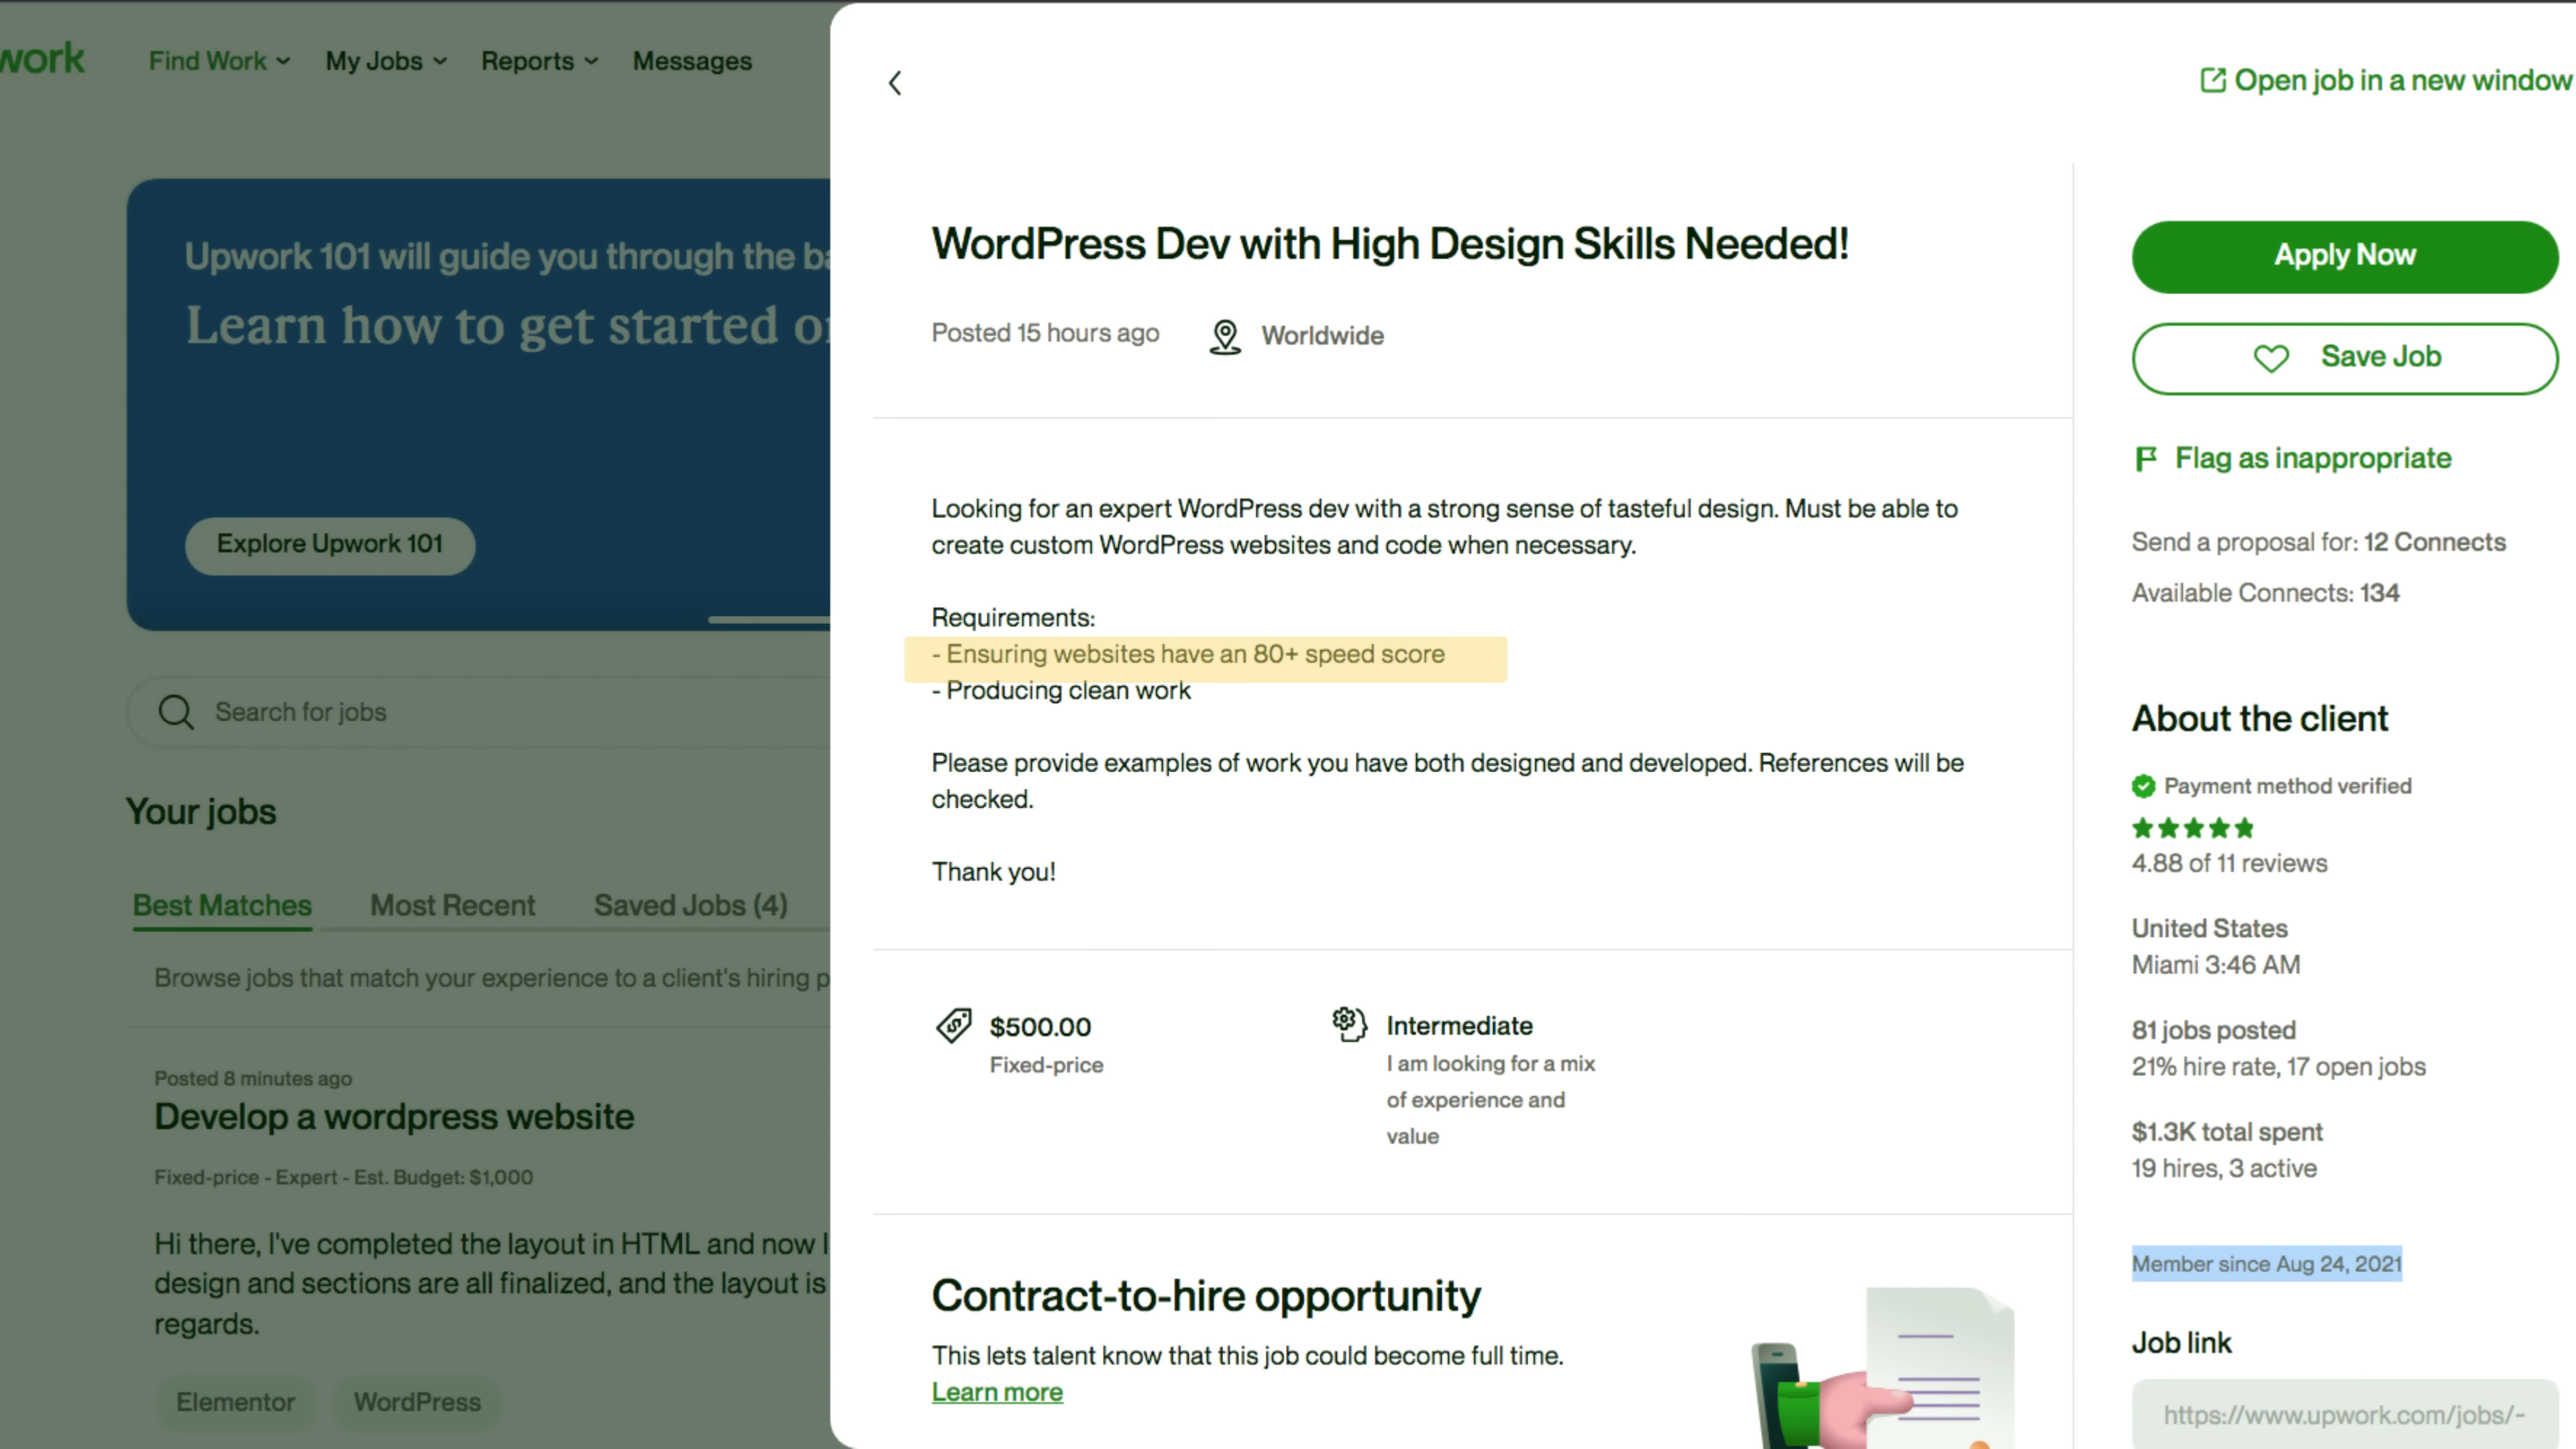 work
Find Work
My Jobs
Reports
Messages
Open job in a new window
Upwork 101 will guide you through the
Learn how to get started
Explore Upwork 101
Search for jobs
Your jobs
Best Matches
Most Recent
Saved Jobs (4)
Browse jobs that match your experience to a client's hiring
Posted 8 minutes ago
Develop a wordpress website
Fixed-price - Expert - Est. Budget: $1,000
Hi there, I've completed the layout in HTML and now I
design and sections are all finalized, and the layout is
regards.
Elementor
WordPress
WordPress Dev with High Design Skills Needed!
Posted 15 hours ago
Worldwide
Looking for an expert WordPress dev with a strong sense of tasteful design. Must be able to
create custom WordPress websites and code when necessary.
Requirements:
- Ensuring websites have an 80+ speed score
- Producing clean work
Please provide examples of work you have both designed and developed. References will be
checked.
Thank you!
$500.00
Fixed-price
Intermediate
I am looking for a mix
of experience and
value
Contract-to-hire opportunity
This lets talent know that this job could become full time.
Learn more
Apply Now
Save Job
Flag as inappropriate
Send a proposal for: 12 Connects
Available Connects: 134
About the client
Payment method verified
4.88 of 11 reviews
United States
Miami 3:46 AM
81 jobs posted
21% hire rate, 17 open jobs
$1.3K total spent
19 hires, 3 active
Member since Aug 24, 2021
Job link
https://www.upwork.com/jobs/~